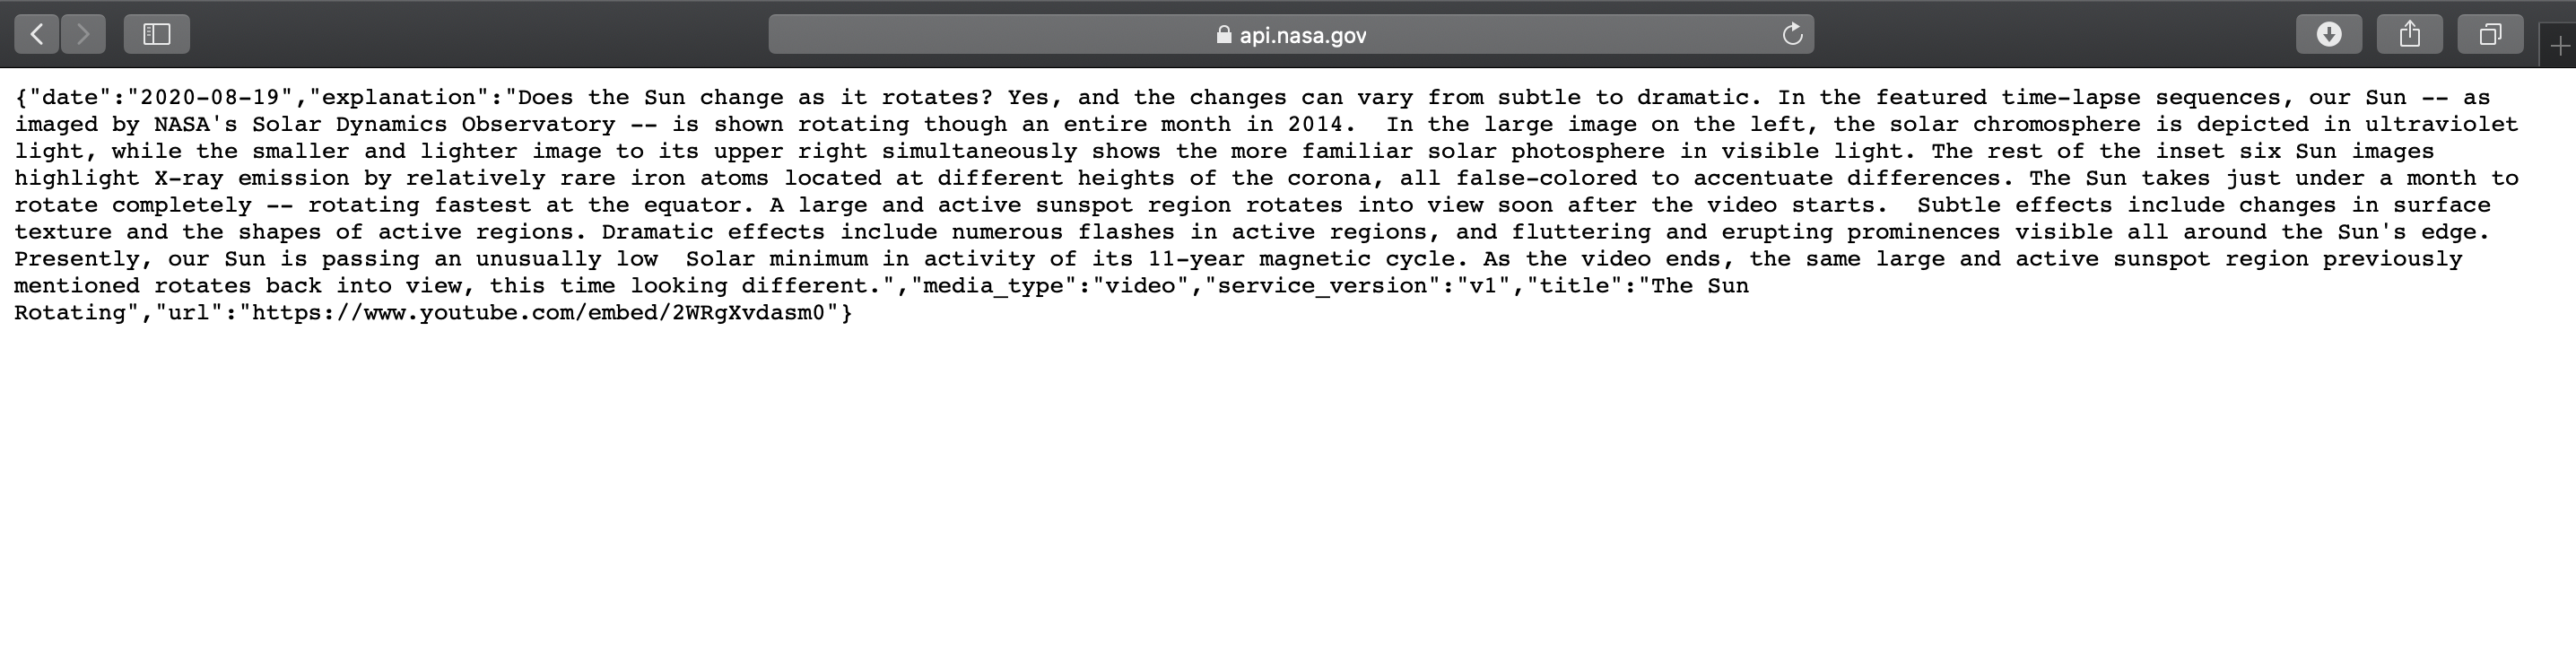 api.nasa.gov
{"date":"2020-08-19","explanation":"Does the Sun change as it rotates? Yes, and the changes can vary from subtle to dramatic. In the featured time-lapse sequences, our Sun -- as
imaged by NASA's Solar Dynamics Observatory -- is shown rotating though an entire month in 2014.  In the large image on the left, the solar chromosphere is depicted in ultraviolet
light, while the smaller and lighter image to its upper right simultaneously shows the more familiar solar photosphere in visible light. The rest of the inset six Sun images
highlight X-ray emission by relatively rare iron atoms located at different heights of the corona, all false-colored to accentuate differences. The Sun takes just under a month to
rotate completely -- rotating fastest at the equator. A large and active sunspot region rotates into view soon after the video starts.  Subtle effects include changes in surface
texture and the shapes of active regions. Dramatic effects include numerous flashes in active regions, and fluttering and erupting prominences visible all around the Sun's edge.
Presently, our Sun is passing an unusually low  Solar minimum in activity of its 11-year magnetic cycle. As the video ends, the same large and active sunspot region previously
mentioned rotates back into view, this time looking different.","media_type":"video","service_version":"v1","title":"The Sun
Rotating","url":"https://www.youtube.com/embed/2WRgXvdasm0"}